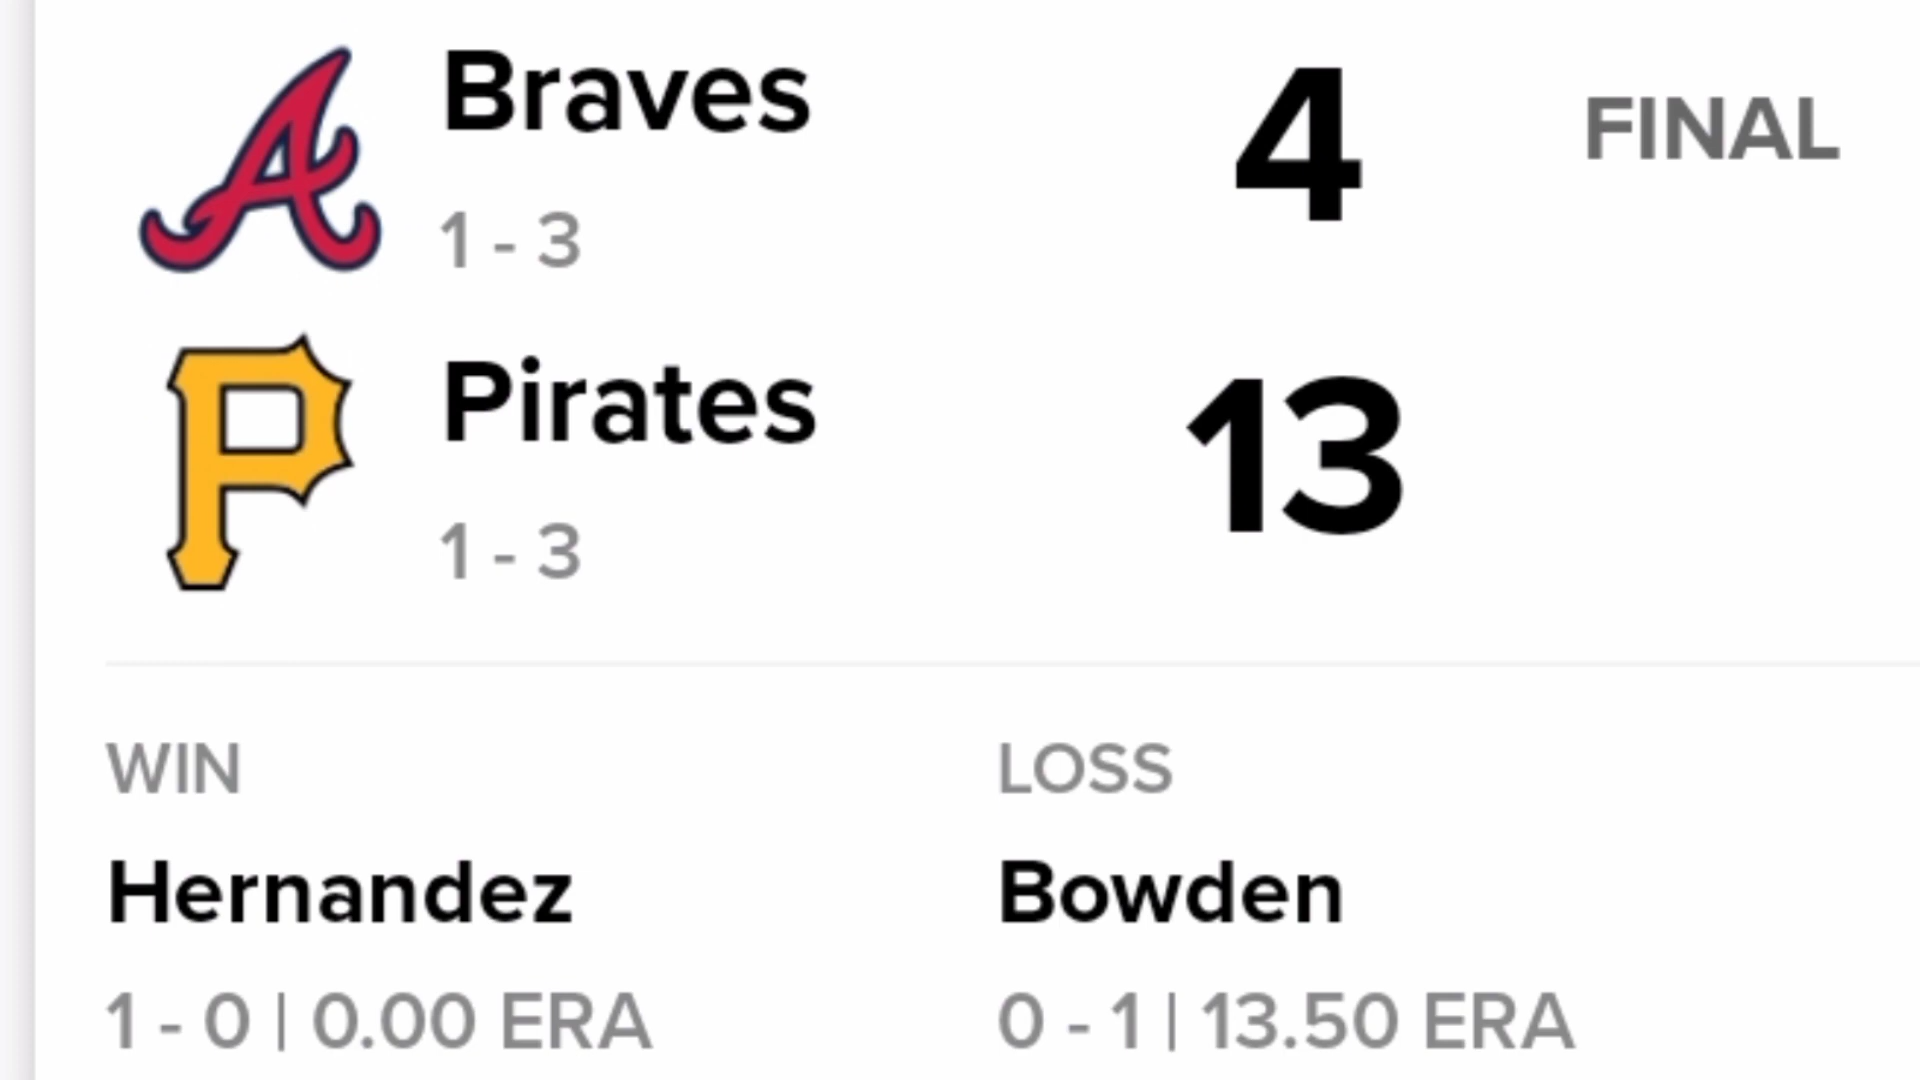 Braves 4 FINAL
1 - 3
Pirates 13
1 - 3
WIN LOSS
Hernandez Bowden
1 - 0 | 0.00 ERA 0 - 1 | 13.50 ERA